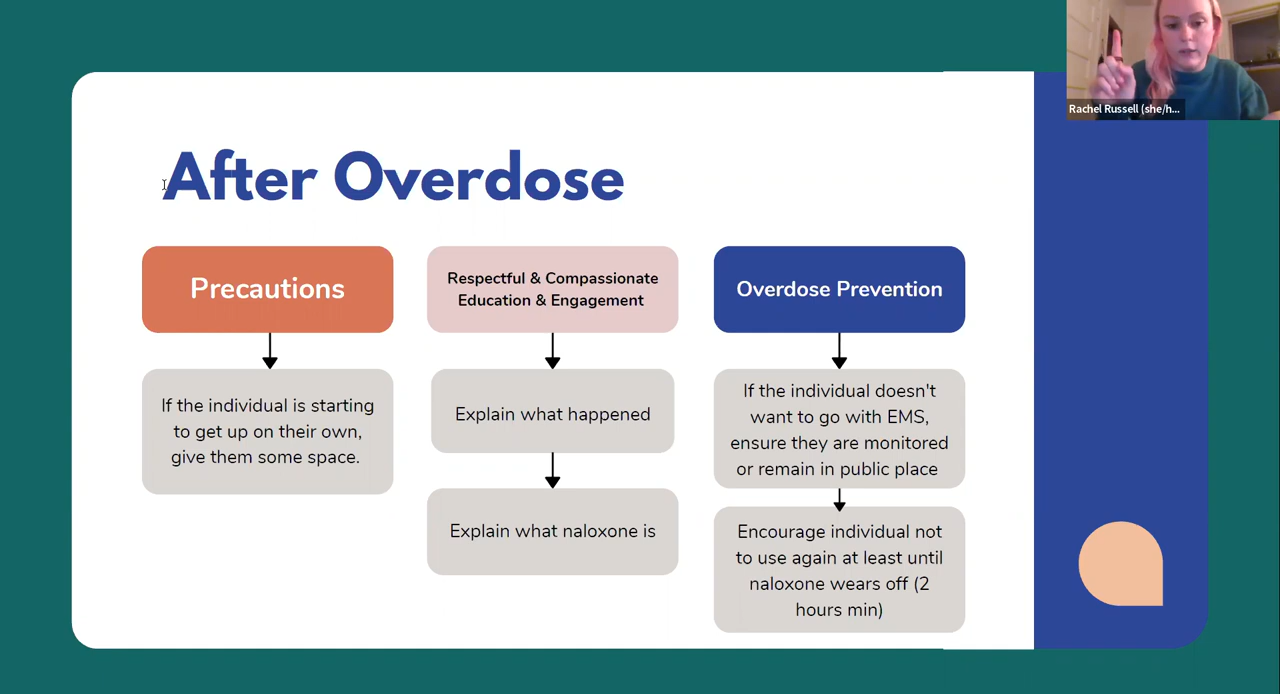 Rachel Russell (she/h...
After Overdose
Precautions
If the individual is starting
to get up on their own,
give them some space.
Respectful & Compassionate
Education & Engagement
Explain what happened
Explain what naloxone is
Overdose Prevention
If the individual doesn't
want to go with EMS,
ensure they are monitored
or remain in public place
Encourage individual not
to use again at least until
naloxone wears off (2
hours min)